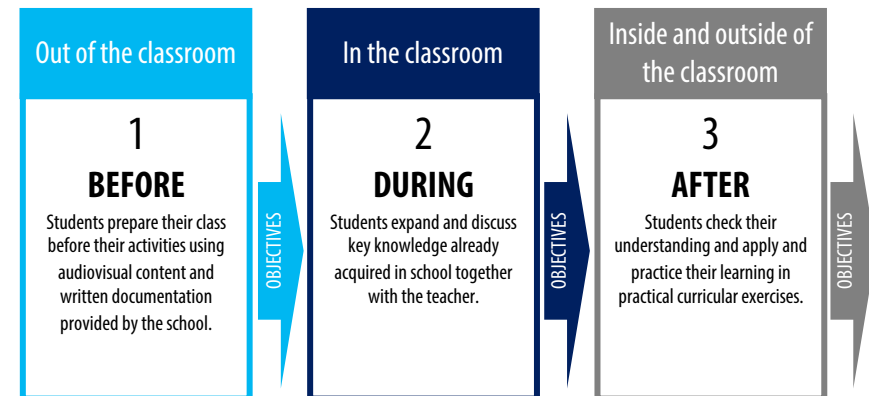 Out of the classroom
1
BEFORE
Students prepare their class
before their activities using
audiovisual content and
written documentation
provided by the school.
OBJECTIVES
In the classroom
2
DURING
Students expand and discuss
key knowledge already
acquired in school together
with the teacher.
OBJECTIVES
Inside and outside of
the classroom
3
AFTER
Students check their
understanding and apply and
practice their learning in
practical curricular exercises.
OBJECTIVES